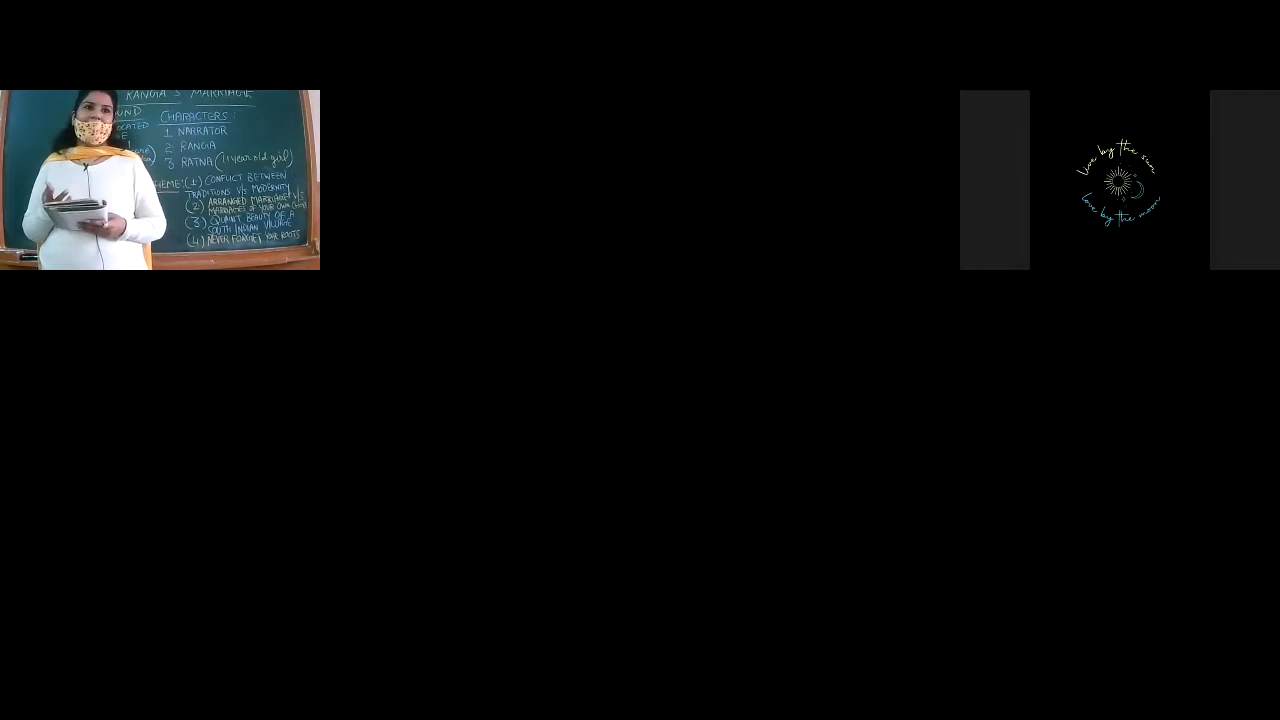 RANGA'S MARRIAGE
CHARACTERS:
OCATED
1. NARRATOR
2. RANGA
3 RATNA (11 year old girl)
THEME: (1) CONFLICT BETWEEN
TRADITIONS V/S MODERNITY
(2) ARRANGED MARRIAGES V/S
MARRIAGES OF YOUR OWN
(3) QUAINT BEAUTY OF A
SOUTH INDIAN VILLAGE
(4) NEVER FORGET YOUR ROOTS
live by the sun
love by the moon